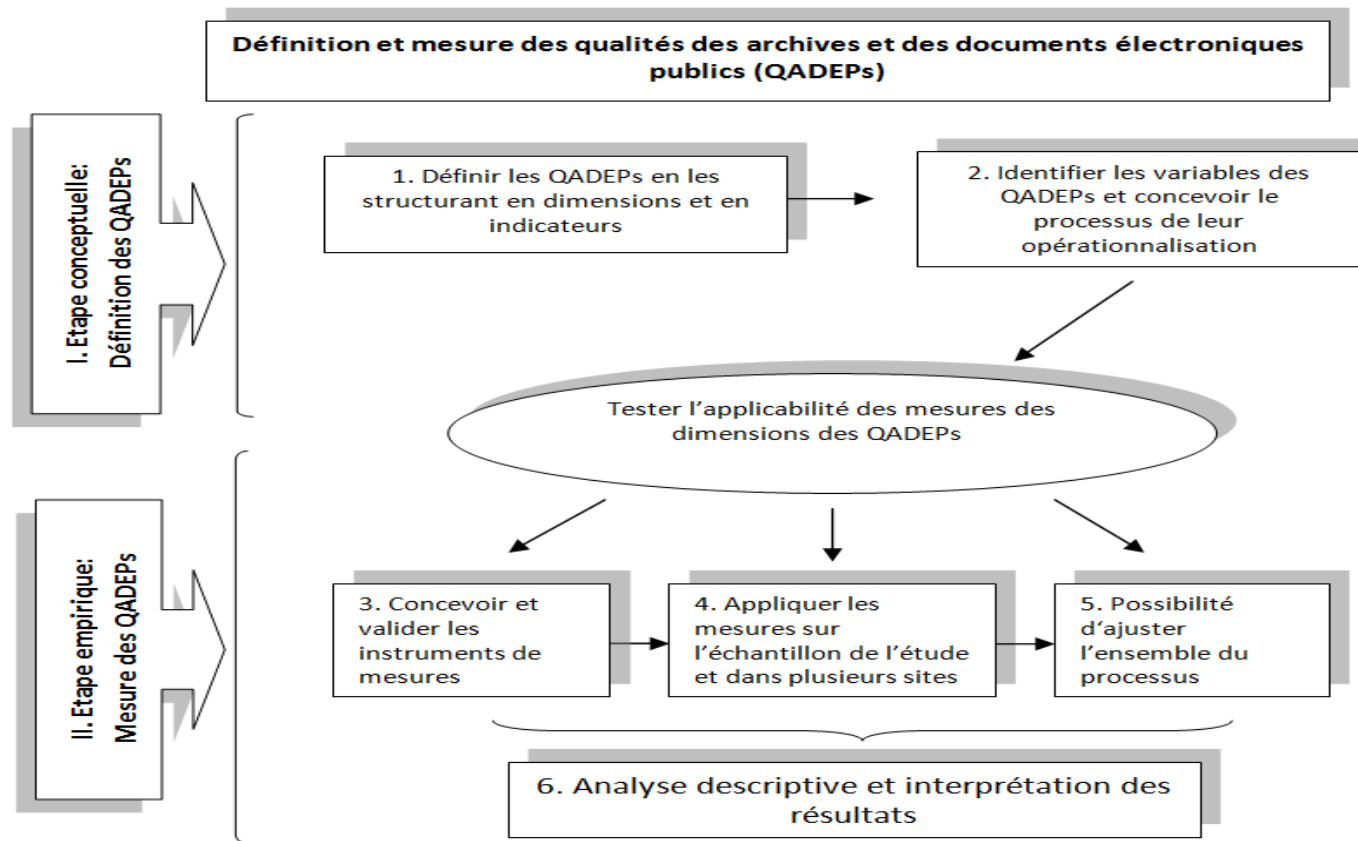 Définition et mesure des qualités des archives et des documents électroniques
publics (QADEPs)
I. Etape conceptuelle:
Définition des QADEPs
1. Définir les QADEPs en les
structurant en dimensions et en
indicateurs
2. Identifier les variables des
QADEPs et concevoir le
processus de leur
opérationnalisation
Tester l’applicabilité des mesures des
dimensions des QADEPs
II. Etape empirique:
Mesure des QADEPs
3. Concevoir et
valider les
instruments de
mesures
4. Appliquer les
mesures sur
l’échantillon de l’étude
et dans plusieurs sites
5. Possibilité
d‘ajuster
l’ensemble du
processus
6. Analyse descriptive et interprétation des
résultats